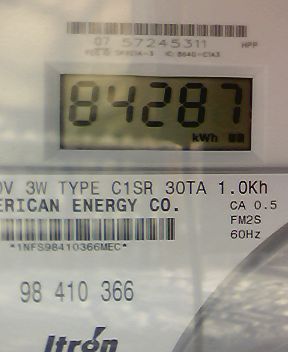 07 57245311 HPP
84287
kWh
0V 3W TYPE C1SR 30TA 1.0Kh
ERICAN ENERGY CO. CA 0.5
FM2S
60Hz
*1NFS98410366MEC*
98 410 366
Itron